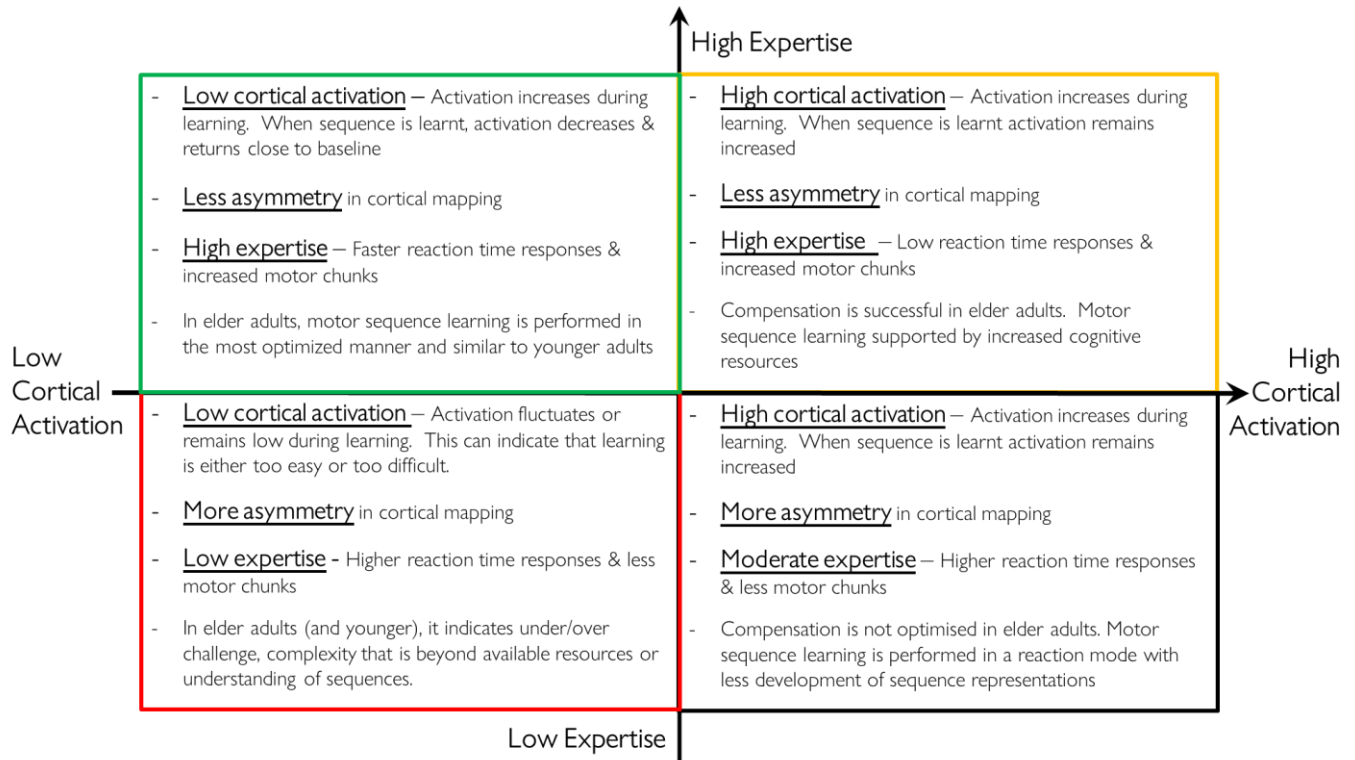 High Expertise
- Low cortical activation – Activation increases during
learning. When sequence is learnt, activation decreases &
returns close to baseline
- Less asymmetry in cortical mapping
- High expertise – Faster reaction time responses &
increased motor chunks
- In elder adults, motor sequence learning is performed in
the most optimized manner and similar to younger adults
- High cortical activation – Activation increases during
learning. When sequence is learnt activation remains
increased
- Less asymmetry in cortical mapping
- High expertise – Low reaction time responses &
increased motor chunks
- Compensation is successful in elder adults. Motor
sequence learning supported by increased cognitive
resources
Low
Cortical
Activation
High
Cortical
Activation
- Low cortical activation – Activation fluctuates or
remains low during learning. This can indicate that learning
is either too easy or too difficult.
- More asymmetry in cortical mapping
- Low expertise - Higher reaction time responses & less
motor chunks
- In elder adults (and younger), it indicates under/over
challenge, complexity that is beyond available resources or
understanding of sequences.
- High cortical activation – Activation increases during
learning. When sequence is learnt activation remains
increased
- More asymmetry in cortical mapping
- Moderate expertise – Higher reaction time responses
& less motor chunks
- Compensation is not optimised in elder adults. Motor
sequence learning is performed in a reaction mode with
less development of sequence representations
Low Expertise